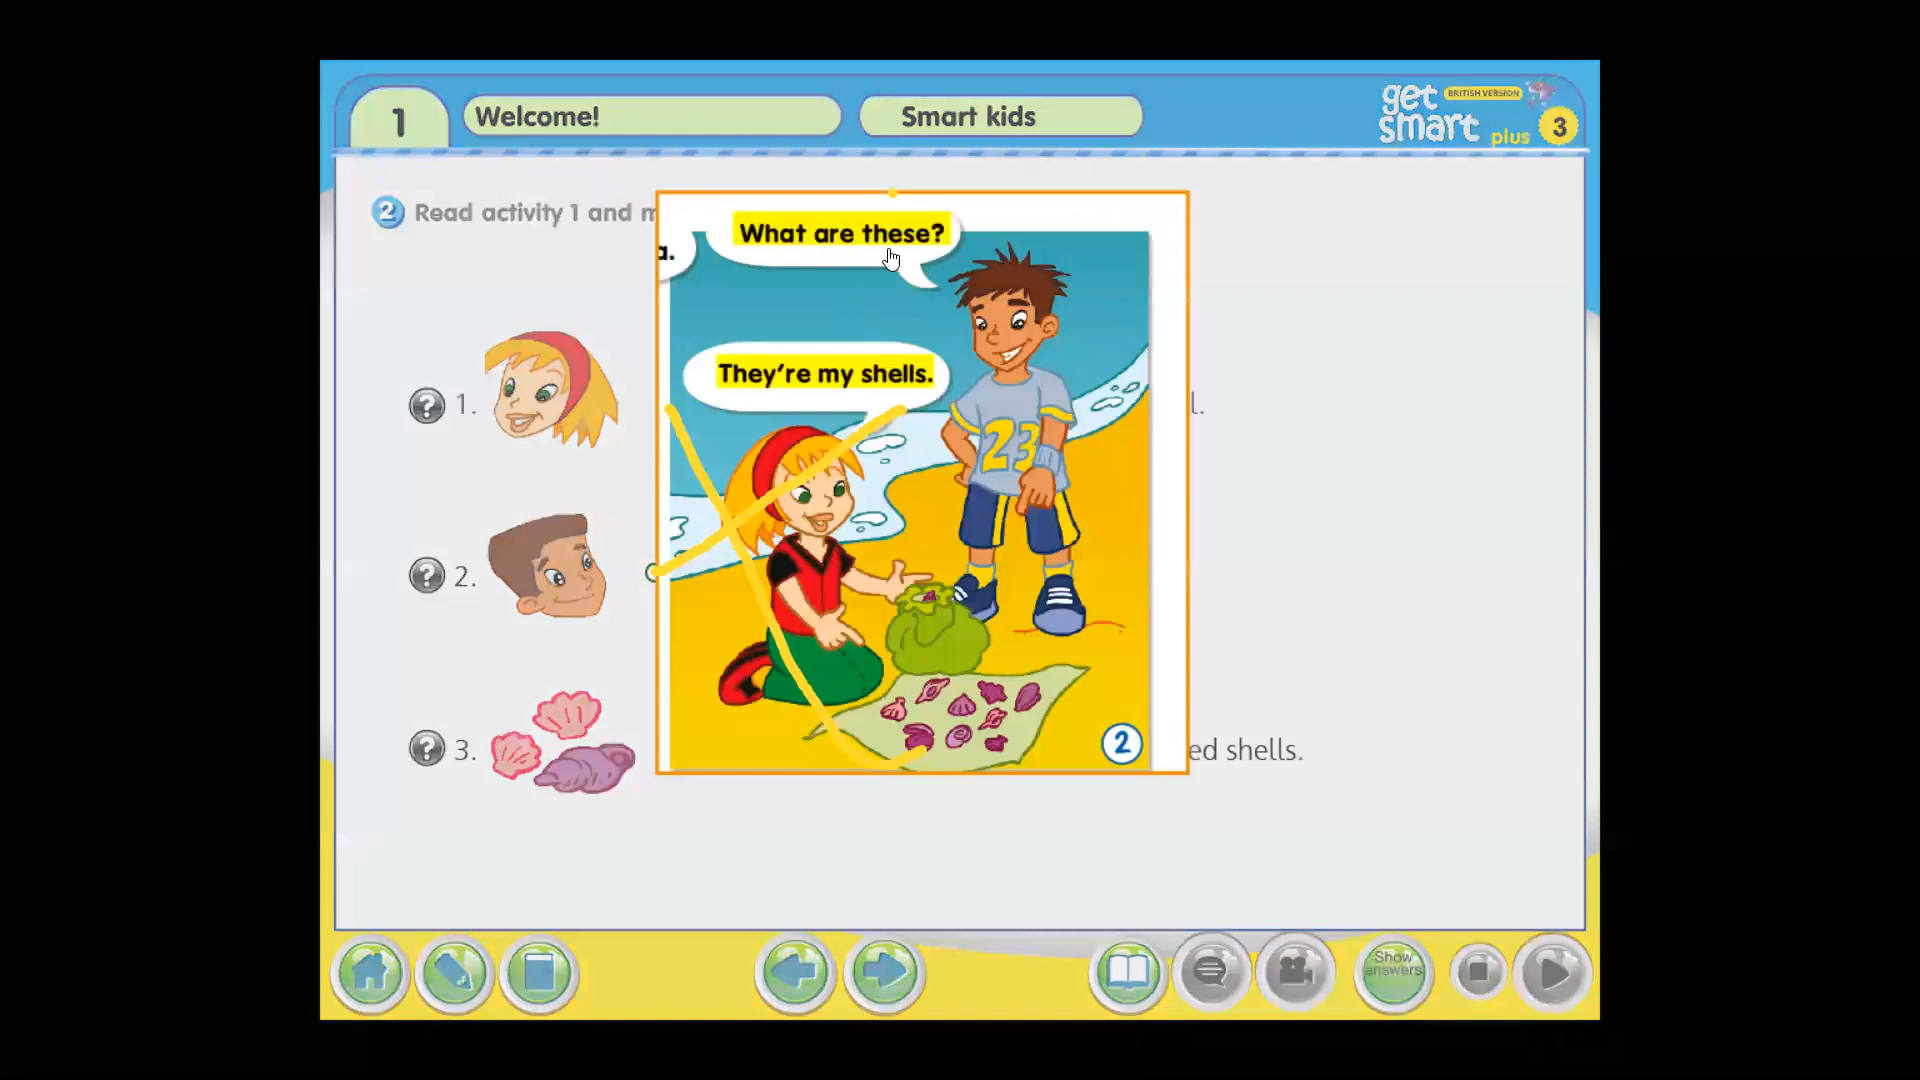 1
Welcome!
Smart kids
get
smart
BRITISH VERSION
plus
3
2 Read activity 1 and
What are these?
a.
They're my shells.
23
1.
l.
2.
3.
ed shells.
2
Show
answers